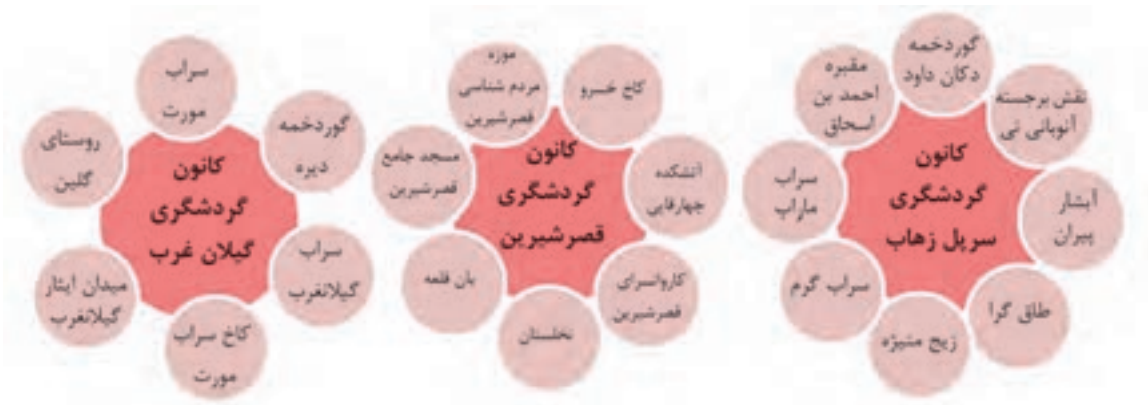 گوردخمه
دکان داود
نقش برجسته
آنوبانی نی
آبشار
پیران
طاق گرا
زیج منیژه
سراب گرم
سراب
ماراب
مقبره
احمد بن
اسحاق
کانون
گردشگری
سرپل زهاب
کاخ خسرو
آتشکده
چهارقاپی
کاروانسرای
قصرشیرین
نخلستان
بان قلعه
مسجد جامع
قصرشیرین
موزه
مردم شناسی
قصرشیرین
کانون
گردشگری
قصرشیرین
سراب
مورت
گوردخمه
دیره
سراب
گیلانغرب
کاخ سراب
مورت
میدان ایثار
گیلانغرب
روستای
گلین
کانون
گردشگری
گیلان غرب